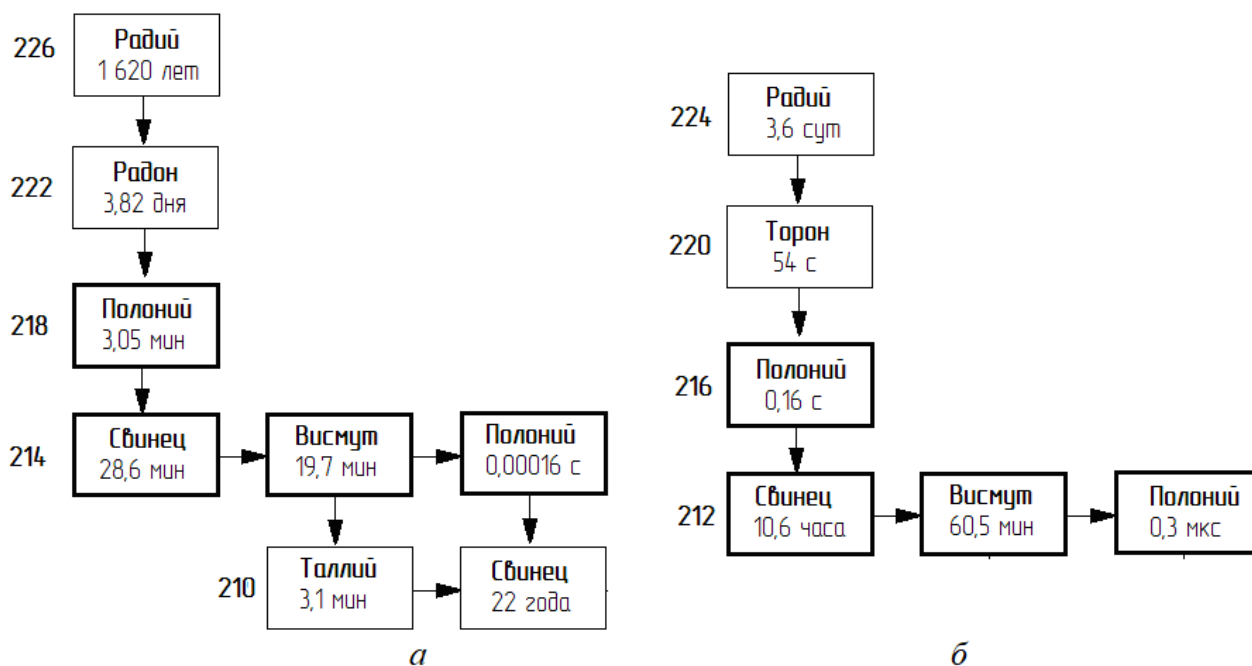 226
Радий
1 620 лет
222
Радон
3,82 дня
218
Полоний
3,05 мин
214
Свинец
28,6 мин
Висмут
19,7 мин
Полоний
0,00016 с
210
Таллий
3,1 мин
Свинец
22 года
а
224
Радий
3,6 сут
220
Торон
54 с
216
Полоний
0,16 с
212
Свинец
10,6 часа
Висмут
60,5 мин
Полоний
0,3 мкс
б